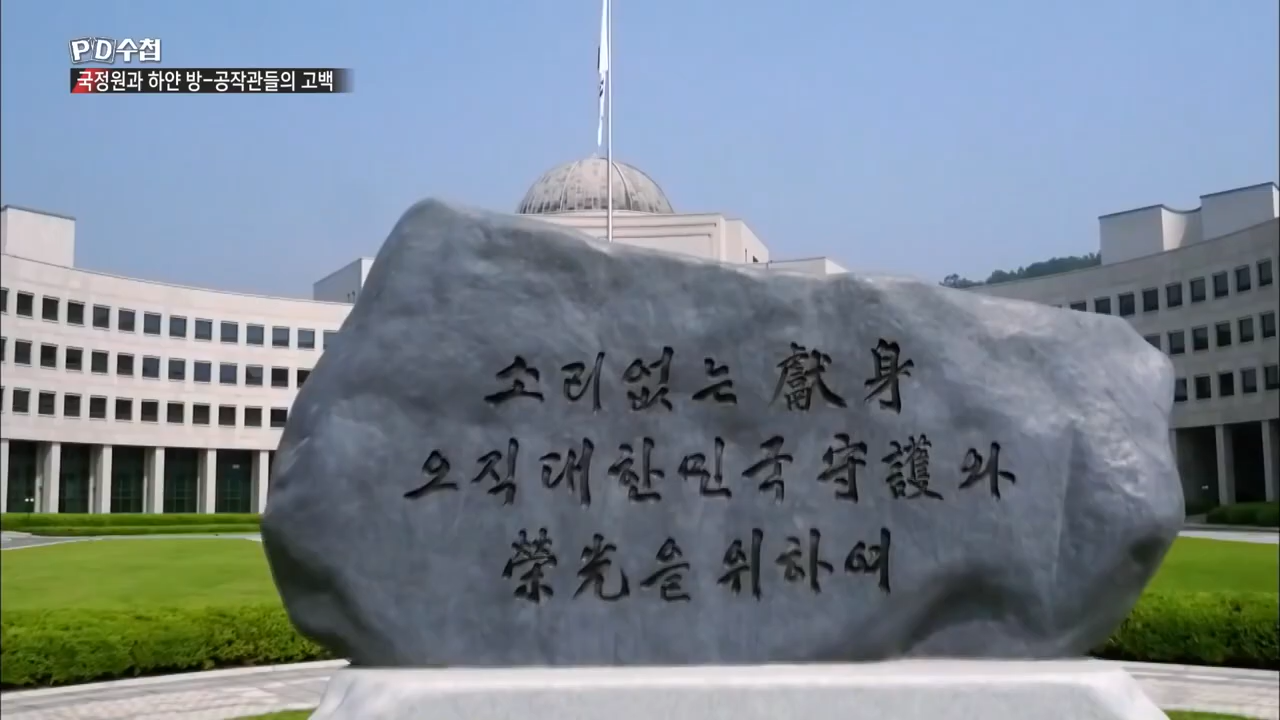 PD수첩
국정원과 하얀 방-공작관들의 고백
소리없는 獻身
오직 대한민국 守護와
榮光을 위하여